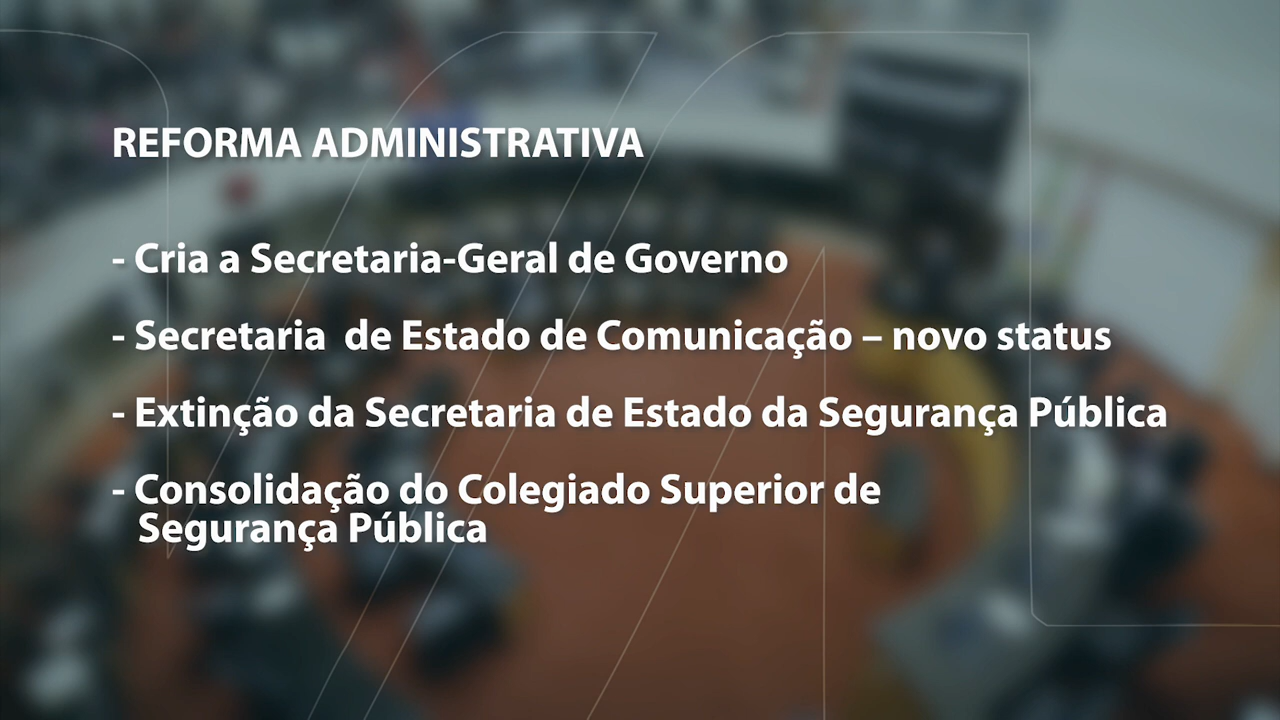 REFORMA ADMINISTRATIVA
- Cria a Secretaria-Geral de Governo
- Secretaria de Estado de Comunicação – novo status
- Extinção da Secretaria de Estado da Segurança Pública
- Consolidação do Colegiado Superior de
Segurança Pública